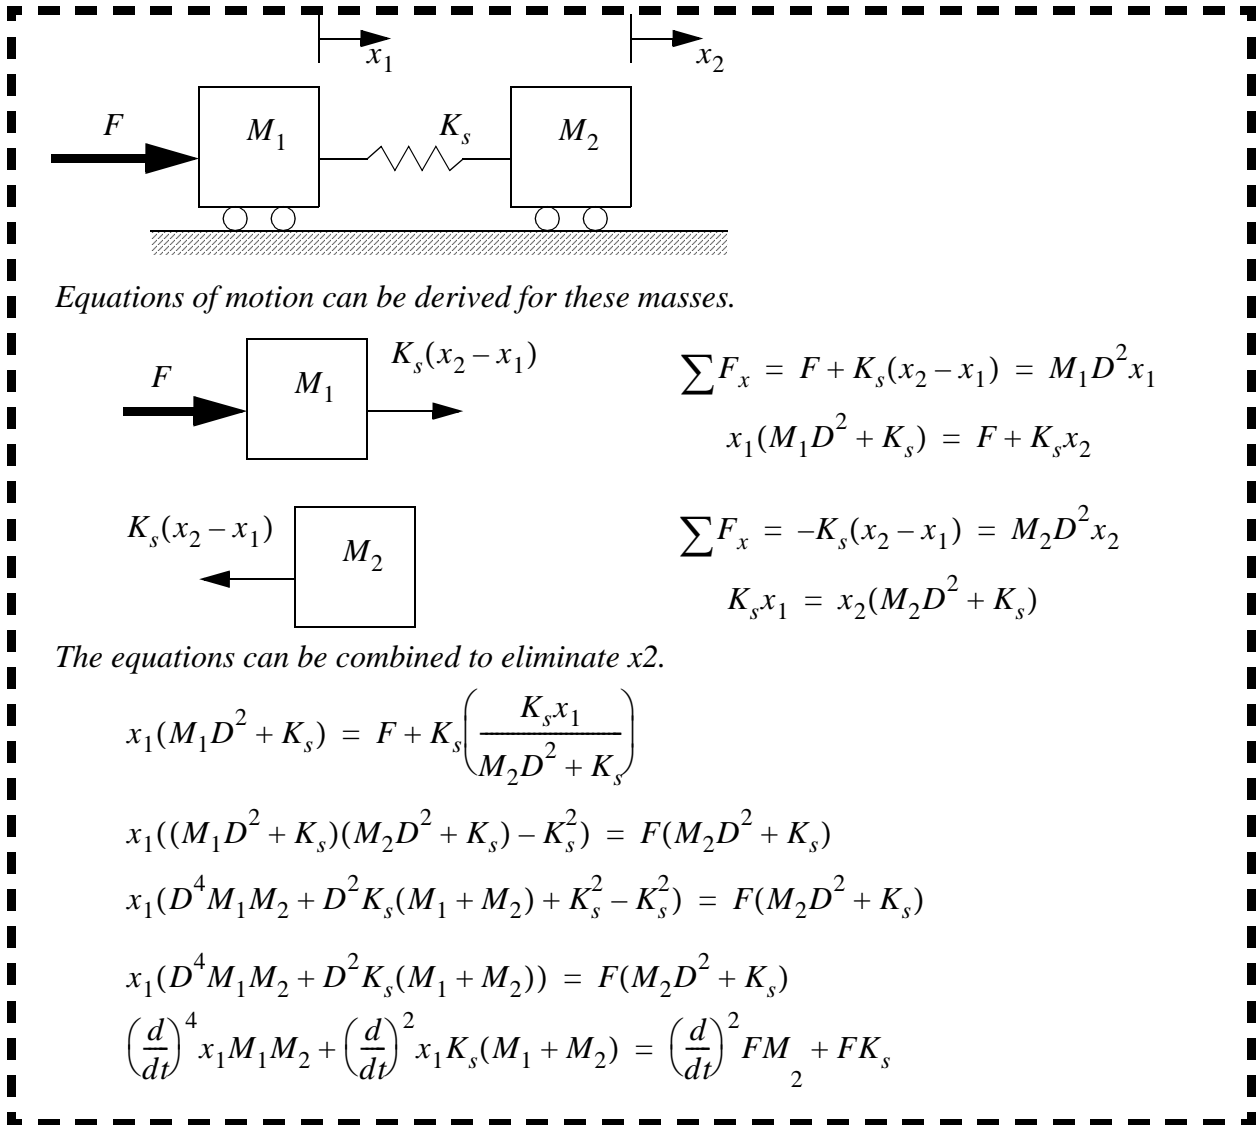 x₁ x₂
F M₁ Kₛ M₂
Equations of motion can be derived for these masses.
F M₁ Kₛ(x₂ – x₁)
∑Fₓ = F + Kₛ(x₂ – x₁) = M₁D²x₁
x₁(M₁D² + Kₛ) = F + Kₛx₂
Kₛ(x₂ – x₁) M₂
∑Fₓ = –Kₛ(x₂ – x₁) = M₂D²x₂
Kₛx₁ = x₂(M₂D² + Kₛ)
The equations can be combined to eliminate x2.
x₁(M₁D² + Kₛ) = F + Kₛ(Kₛx₁ / (M₂D² + Kₛ))
x₁((M₁D² + Kₛ)(M₂D² + Kₛ) – Kₛ²) = F(M₂D² + Kₛ)
x₁(D⁴M₁M₂ + D²Kₛ(M₁ + M₂) + Kₛ² – Kₛ²) = F(M₂D² + Kₛ)
x₁(D⁴M₁M₂ + D²Kₛ(M₁ + M₂)) = F(M₂D² + Kₛ)
(d/dt)⁴x₁M₁M₂ + (d/dt)²x₁Kₛ(M₁ + M₂) = (d/dt)²FM₂ + FKₛ